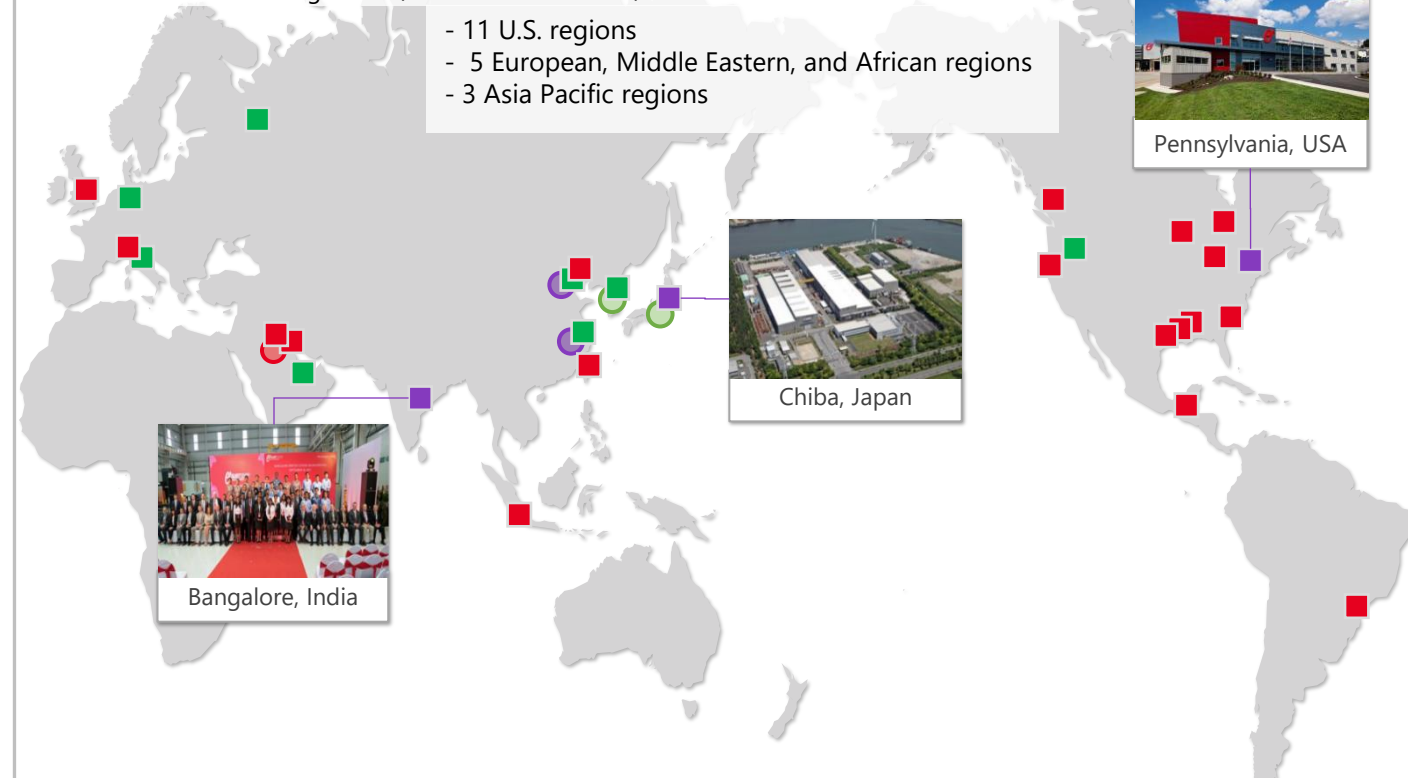 - 11 U.S. regions
- 5 European, Middle Eastern, and African regions
- 3 Asia Pacific regions
Pennsylvania, USA
Chiba, Japan
Bangalore, India